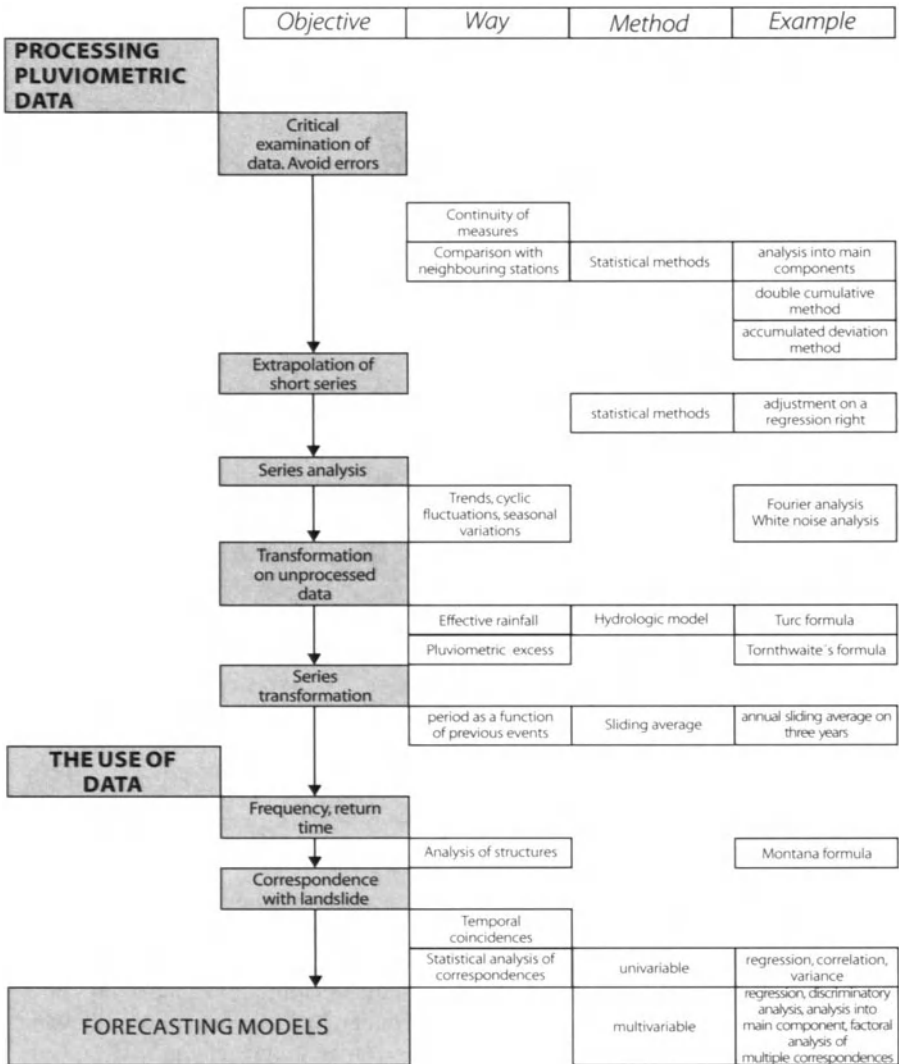 Objective Way Method Example
PROCESSING
PLUVIOMETRIC
DATA
Critical
examination of
data. Avoid errors
Continuity of
measures
Comparison with
neighbouring stations
Statistical methods
analysis into main
components
double cumulative
method
accumulated deviation
method
Extrapolation of
short series
statistical methods
adjustment on a
regression right
Series analysis
Trends, cyclic
fluctuations, seasonal
variations
Fourier analysis
White noise analysis
Transformation
on unprocessed
data
Effective rainfall
Hydrologic model
Turc formula
Pluviometric excess
Tornthwaite´s formula
Series
transformation
period as a function
of previous events
Sliding average
annual sliding average on
three years
THE USE OF
DATA
Frequency, return
time
Analysis of structures
Montana formula
Correspondence
with landslide
Temporal
coincidences
Statistical analysis of
correspondences
univariable
regression, correlation,
variance
FORECASTING MODELS
multivariable
regression, discriminatory
analysis, analysis into
main component, factoral
analysis of
multiple correspondences